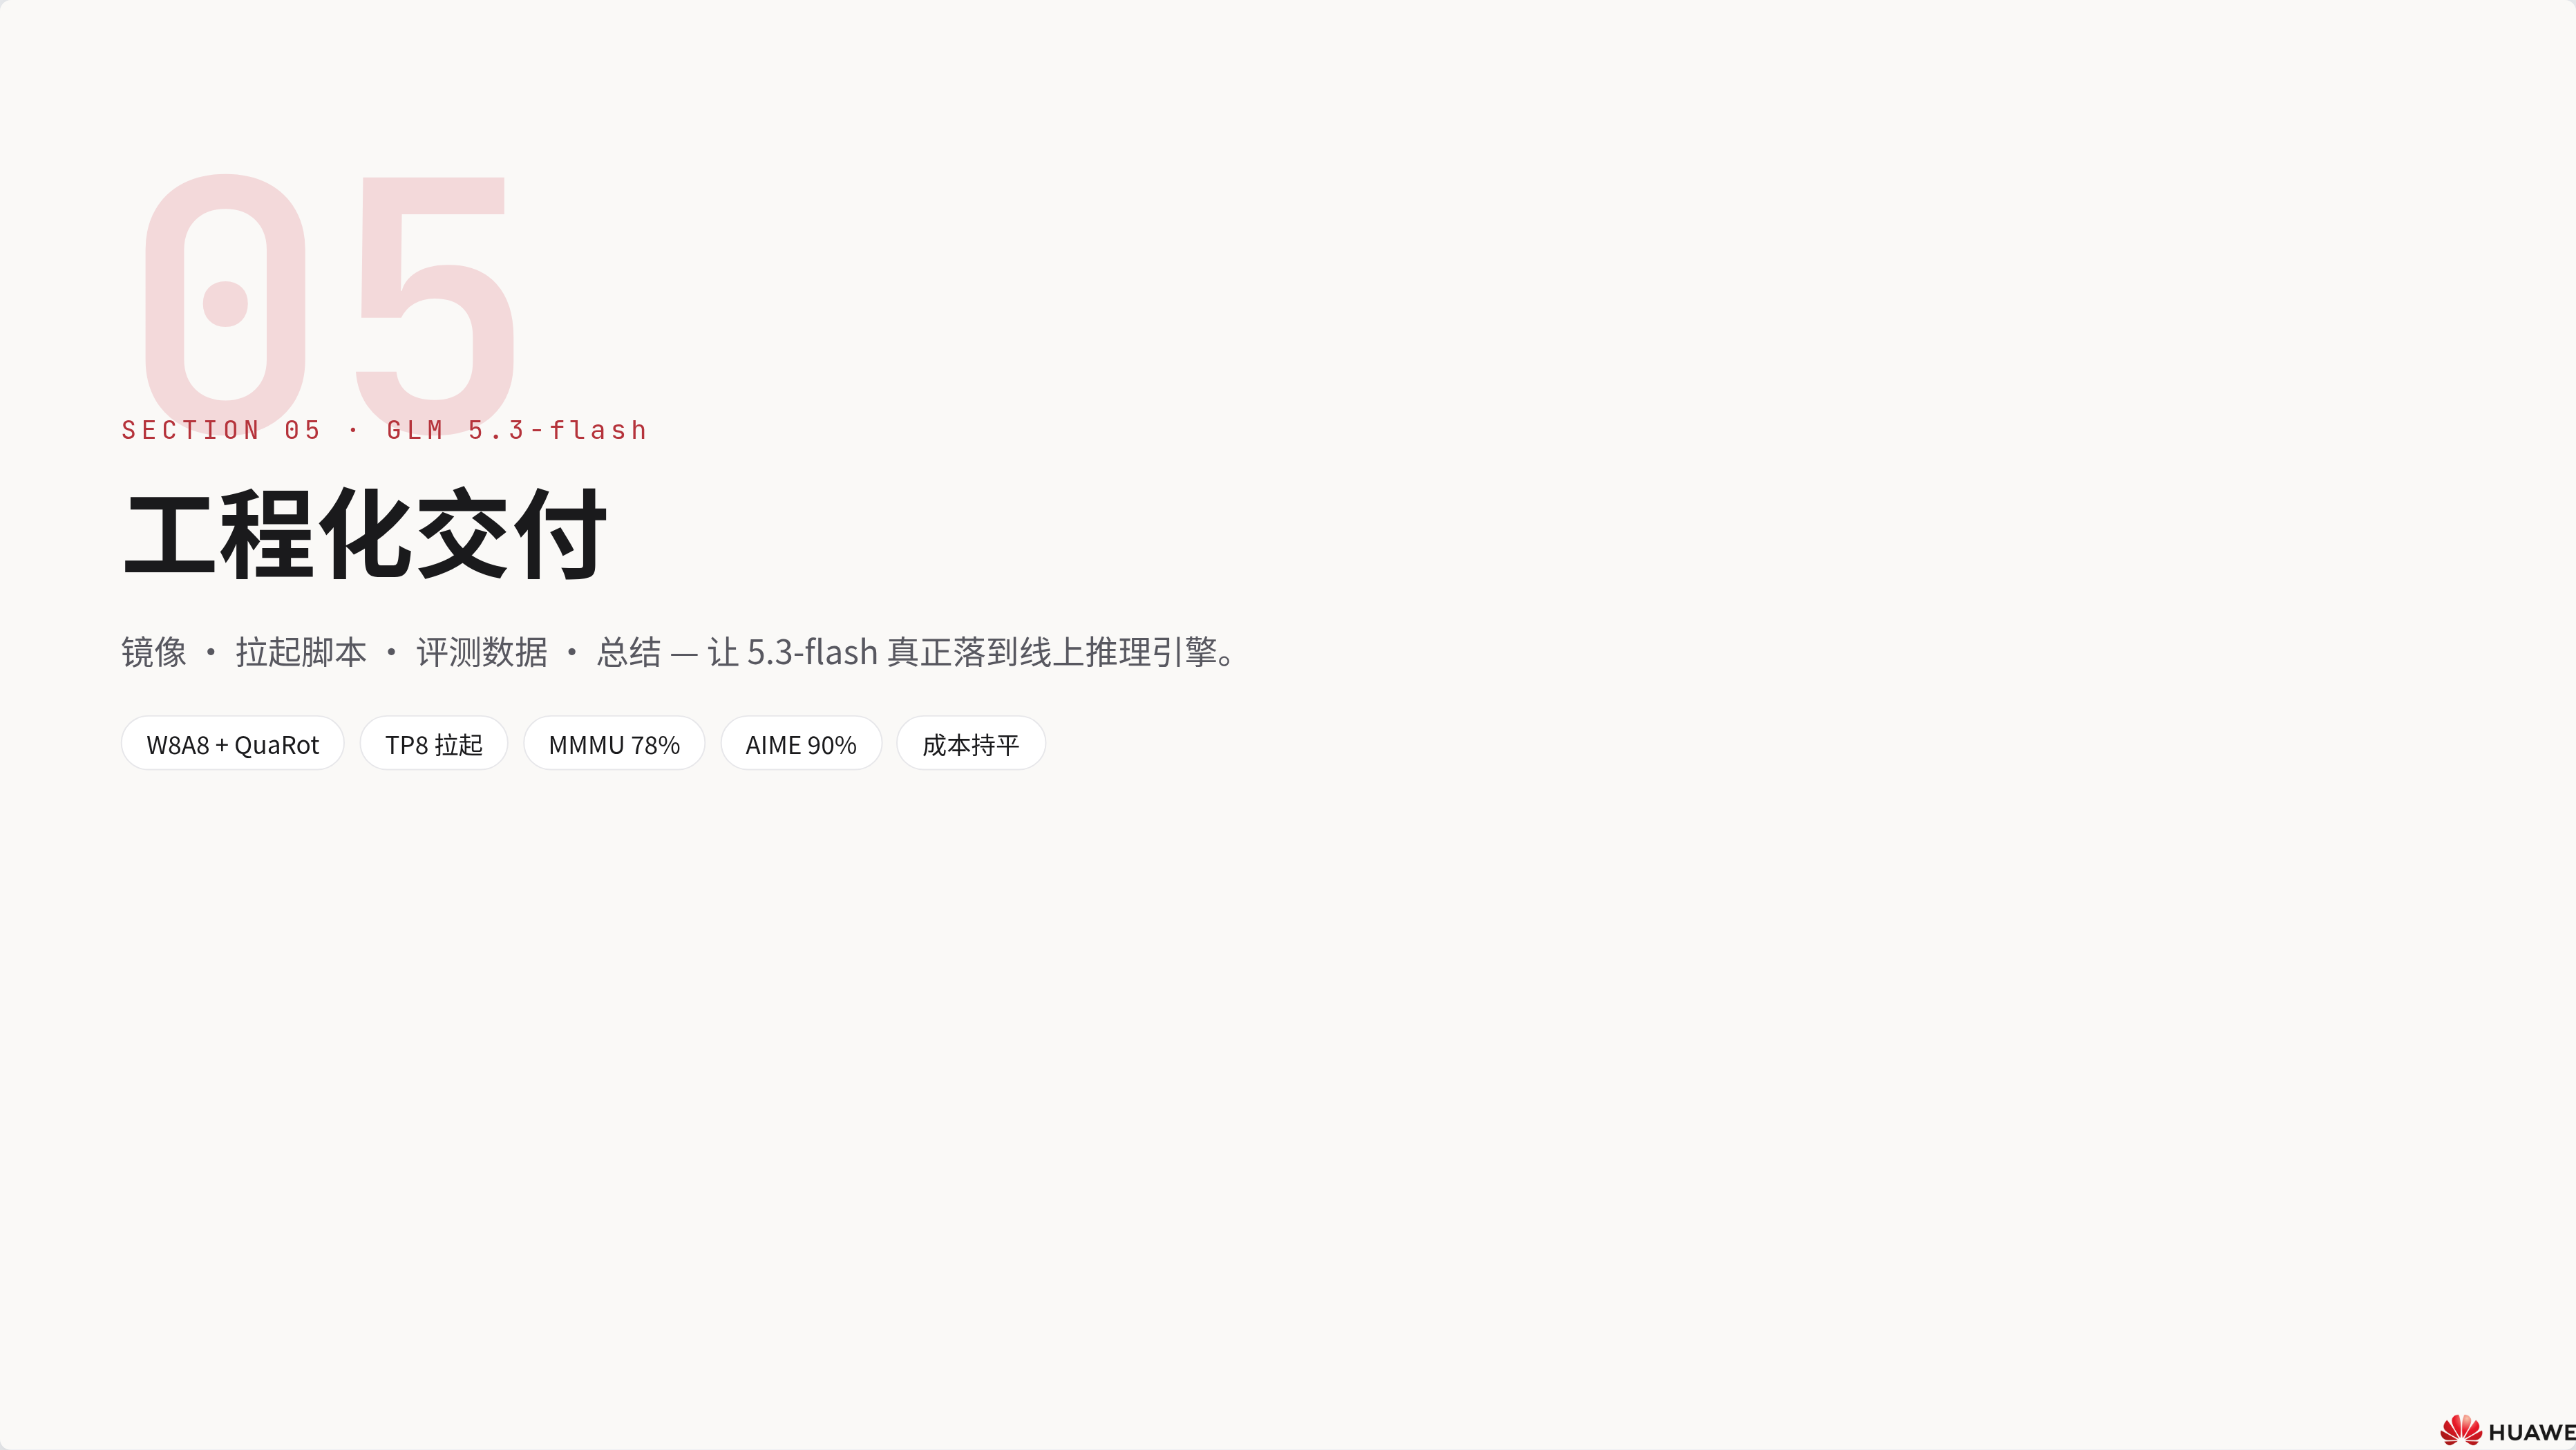 05
SECTION 05 · GLM 5.3-flash
工程化交付
镜像 · 拉起脚本 · 评测数据 · 总结 — 让 5.3-flash 真正落到线上推理引擎。
W8A8 + QuaRot
TP8 拉起
MMMU 78%
AIME 90%
成本持平
HUAWE